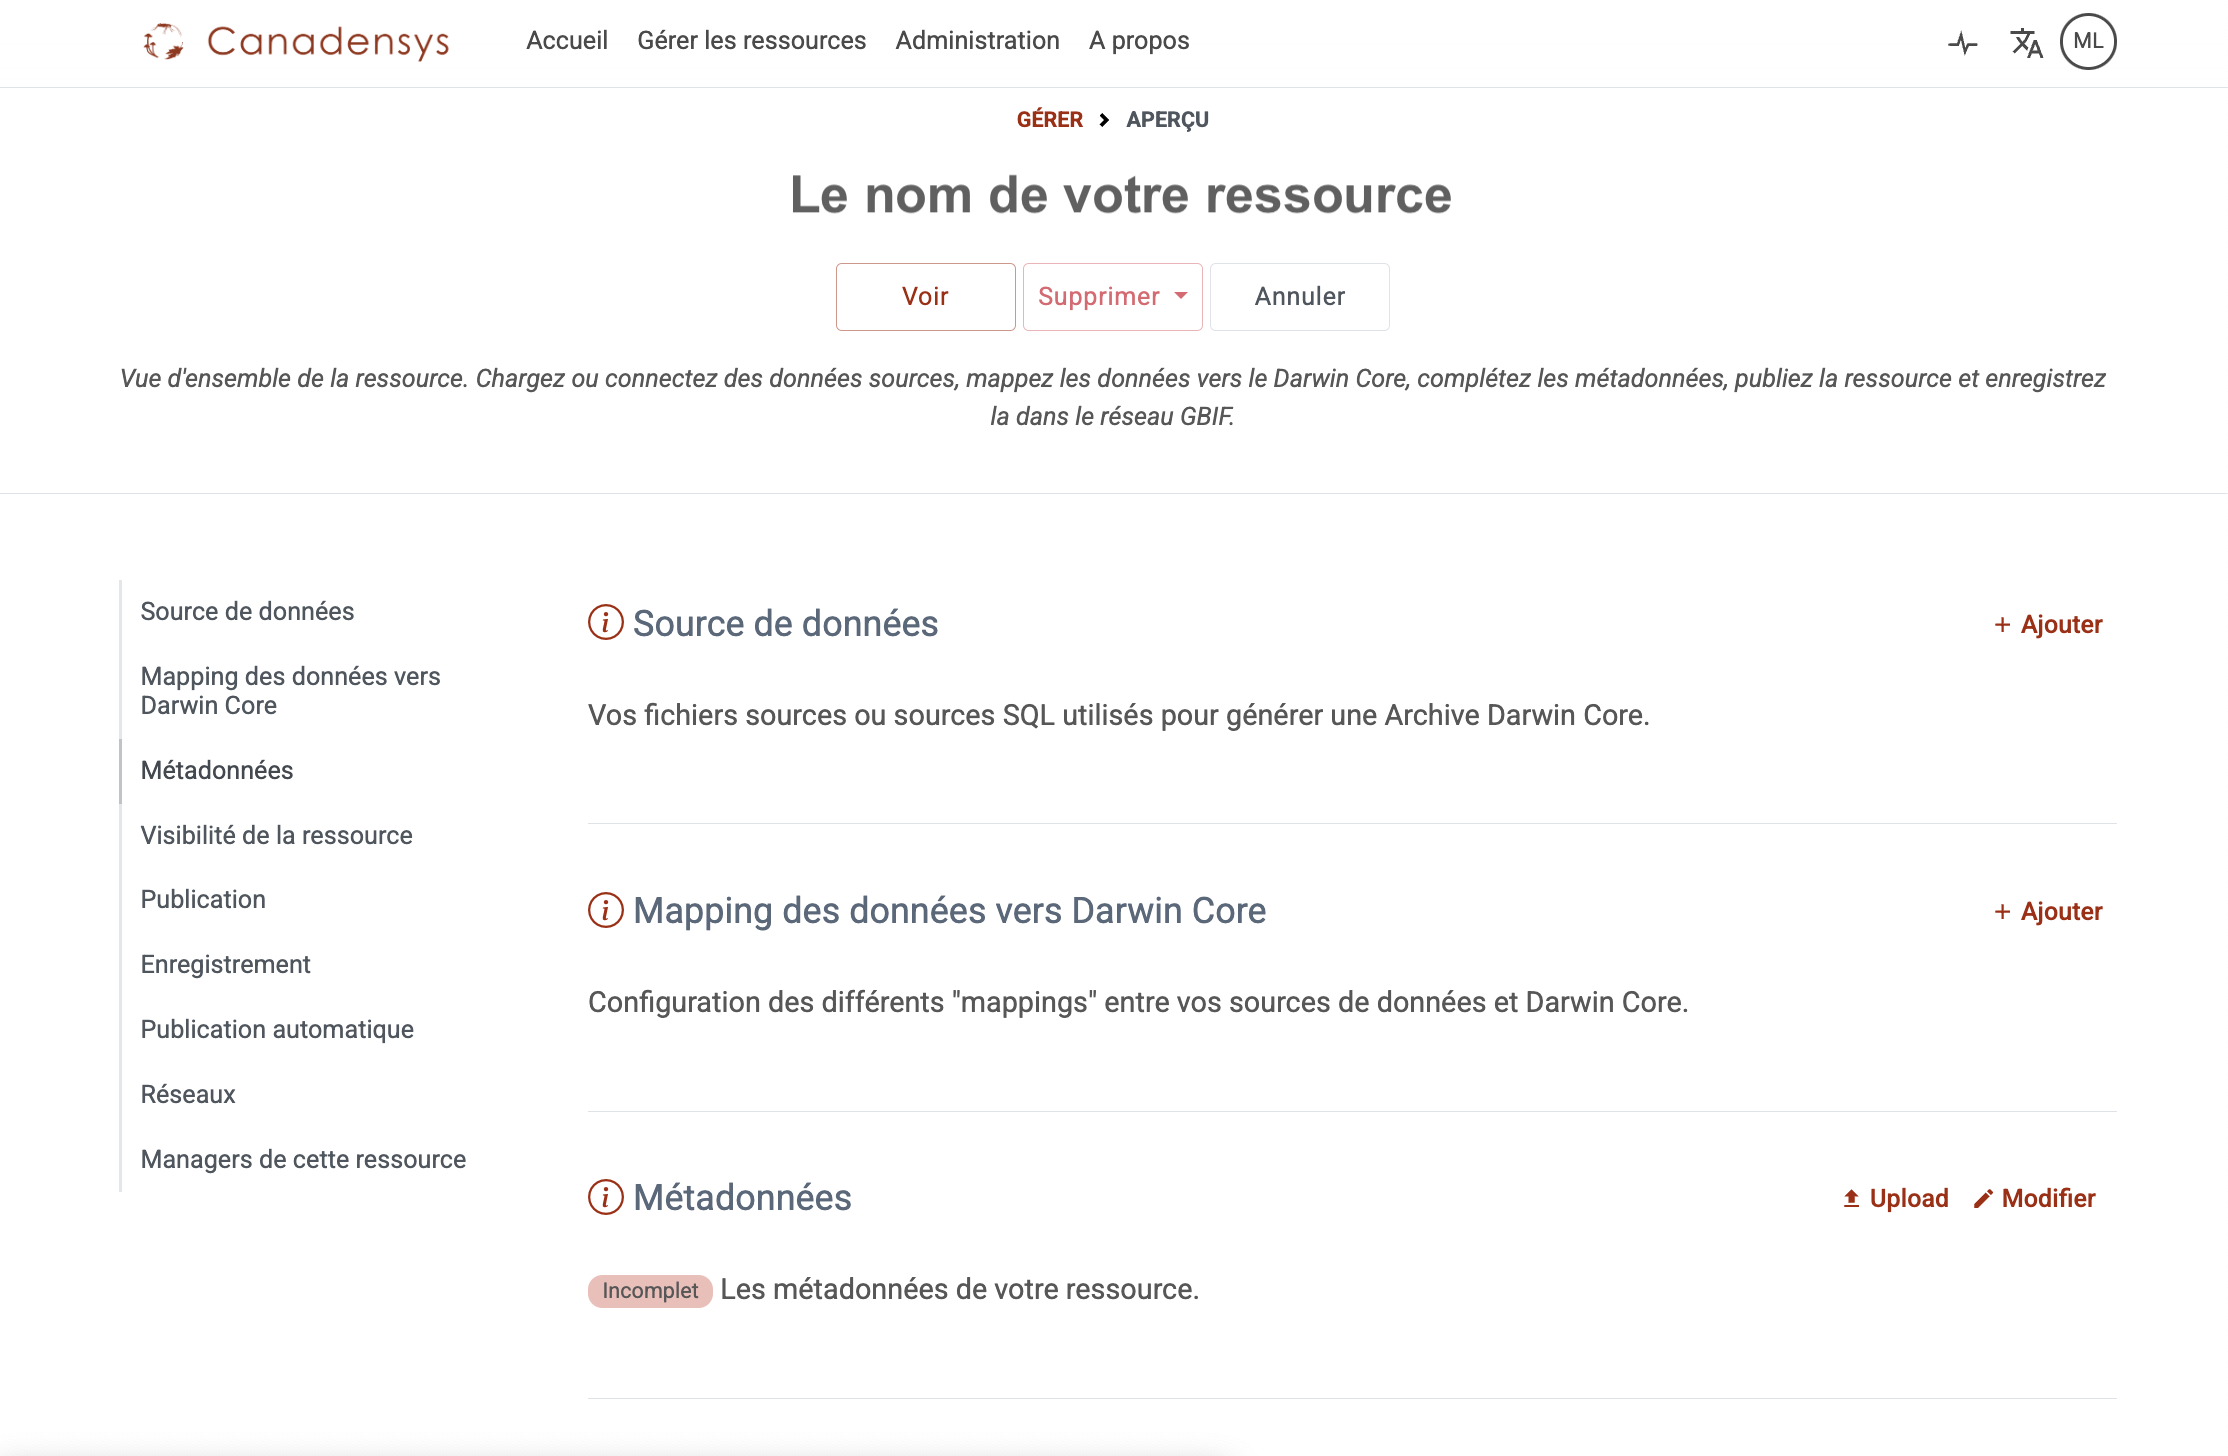 Canadensys
Accueil
Gérer les ressources
Administration
A propos
ML
GÉRER
APERÇU
Le nom de votre ressource
Voir
Supprimer
Annuler
Vue d'ensemble de la ressource. Chargez ou connectez des données sources, mappez les données vers le Darwin Core, complétez les métadonnées, publiez la ressource et enregistrez
la dans le réseau GBIF.
Source de données
Mapping des données vers
Darwin Core
Métadonnées
Visibilité de la ressource
Publication
Enregistrement
Publication automatique
Réseaux
Managers de cette ressource
Source de données
+ Ajouter
Vos fichiers sources ou sources SQL utilisés pour générer une Archive Darwin Core.
Mapping des données vers Darwin Core
+ Ajouter
Configuration des différents "mappings" entre vos sources de données et Darwin Core.
Métadonnées
Upload
Modifier
Incomplet Les métadonnées de votre ressource.